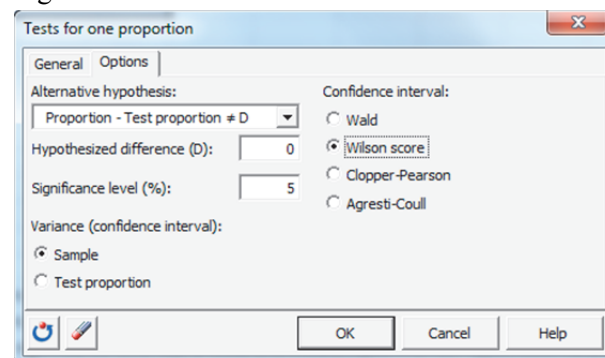 Tests for one proportion
General Options
Alternative hypothesis:
Proportion - Test proportion ≠ D
Hypothesized difference (D): 0
Significance level (%): 5
Variance (confidence interval):
Sample
Test proportion
Confidence interval:
Wald
Wilson score
Clopper-Pearson
Agresti-Coull
OK Cancel Help